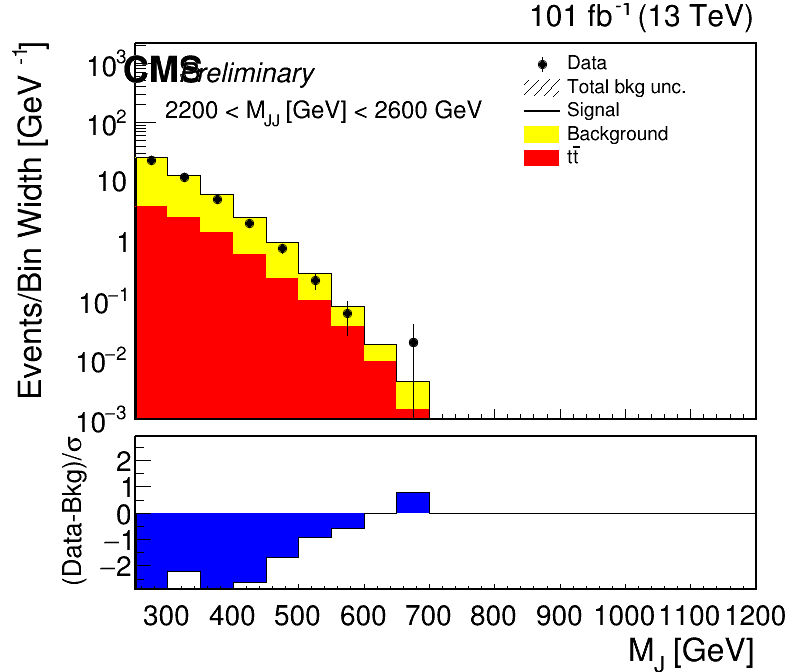 101 fb⁻¹ (13 TeV)
CMS Preliminary
2200 < M_JJ [GeV] < 2600 GeV
Data
Total bkg unc.
Signal
Background
tt̄
Events/Bin Width [GeV⁻¹]
10³
10²
10
1
10⁻¹
10⁻²
10⁻³
(Data-Bkg)/σ
2
1
0
−1
−2
300 400 500 600 700 800 900 1000 1100 1200
M_J [GeV]